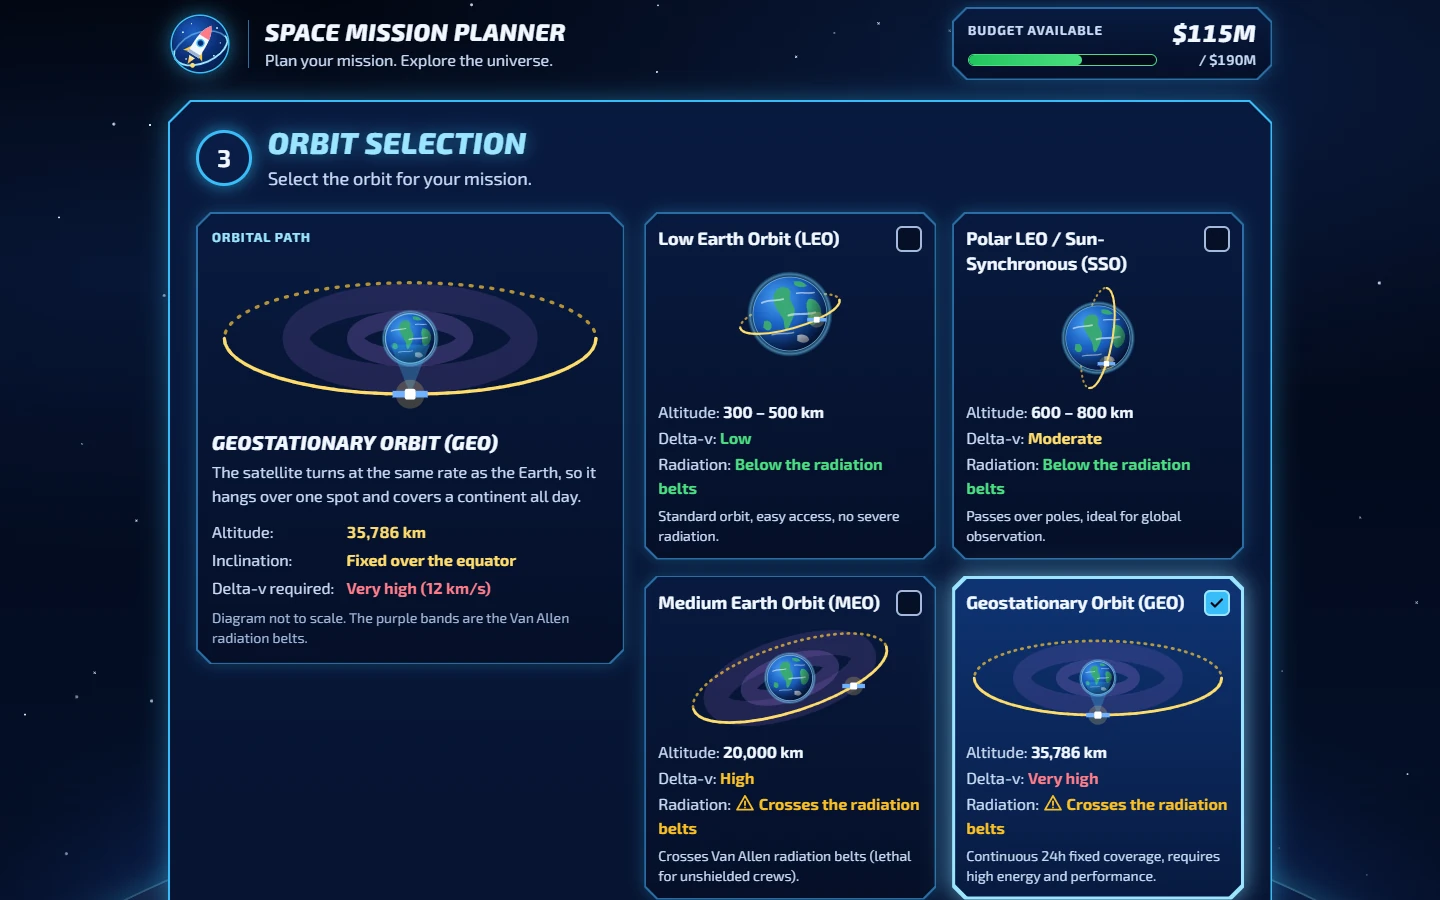 SPACE MISSION PLANNER
Plan your mission. Explore the universe.
BUDGET AVAILABLE
$115M
/ $190M
3
ORBIT SELECTION
Select the orbit for your mission.
ORBITAL PATH
GEOSTATIONARY ORBIT (GEO)
The satellite turns at the same rate as the Earth, so it
hangs over one spot and covers a continent all day.
Altitude: 35,786 km
Inclination: Fixed over the equator
Delta-v required: Very high (12 km/s)
Diagram not to scale. The purple bands are the Van Allen
radiation belts.
Low Earth Orbit (LEO)
Altitude: 300 – 500 km
Delta-v: Low
Radiation: Below the radiation
belts
Standard orbit, easy access, no severe
radiation.
Polar LEO / Sun-
Synchronous (SSO)
Altitude: 600 – 800 km
Delta-v: Moderate
Radiation: Below the radiation
belts
Passes over poles, ideal for global
observation.
Medium Earth Orbit (MEO)
Altitude: 20,000 km
Delta-v: High
Radiation: ⚠ Crosses the radiation
belts
Crosses Van Allen radiation belts (lethal
for unshielded crews).
Geostationary Orbit (GEO)
Altitude: 35,786 km
Delta-v: Very high
Radiation: ⚠ Crosses the radiation
belts
Continuous 24h fixed coverage, requires
high energy and performance.